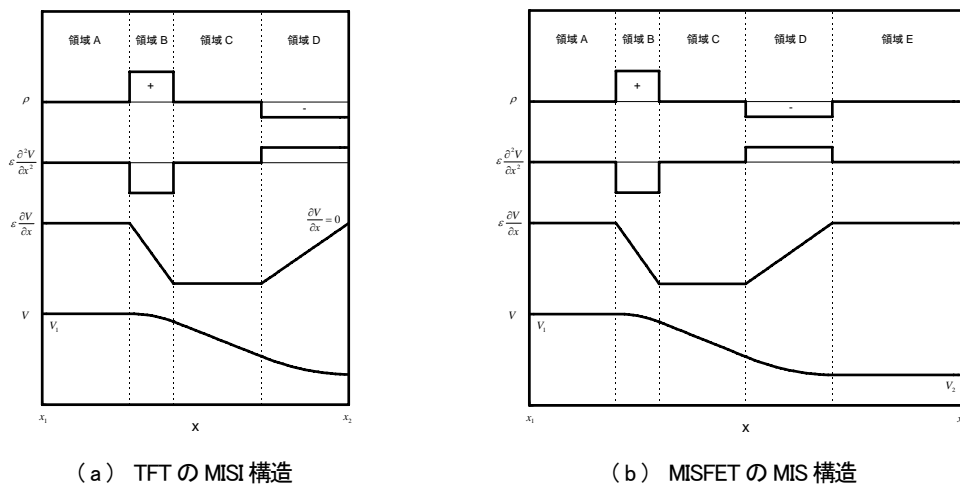 領域 A 領域 B 領域 C 領域 D
ρ
+
-
ε ∂²V/∂x²
ε ∂V/∂x
∂V/∂x = 0
V
V₁
x₁ x₂
x
(a) TFT の MISI 構造
領域 A 領域 B 領域 C 領域 D 領域 E
ρ
+
-
ε ∂²V/∂x²
ε ∂V/∂x
V
V₁
V₂
x₁
x
(b) MISFET の MIS 構造